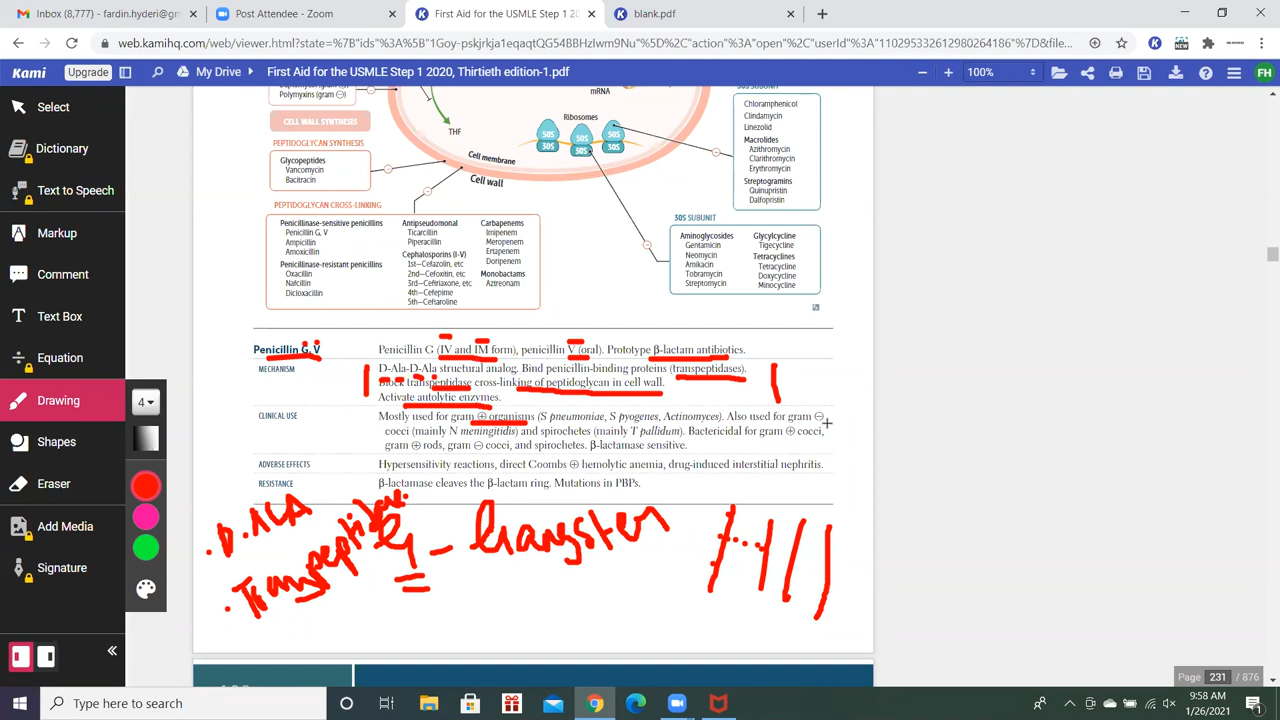 Inbox (8,777) - fardin.hyderi@gm
Post Attendee - Zoom
First Aid for the USMLE Step 1 20
blank.pdf
web.kamihq.com/web/viewer.html?state=%7B"ids"%3A%5B"1Goy-pskjrkja1eqaqtQG54BBHzlwm9Nu"%5D%2C"action"%3A"open"%2C"userId"%3A"110295332612980264186"%7D&file...
Kami
Upgrade
My Drive
First Aid for the USMLE Step 1 2020, Thirtieth edition-1.pdf
100%
FH
Select
Dictionary
Text to Speech
Markup
Comment
Text Box
Equation
Drawing
4
Shapes
Eraser
Add Media
Signature
Polymyxins (gram ⊖)
mRNA
THF
Ribosomes
50S 50S 50S
30S 30S 30S
Cell membrane
Cell wall
CELL WALL SYNTHESIS
PEPTIDOGLYCAN SYNTHESIS
Glycopeptides
Vancomycin
Bacitracin
PEPTIDOGLYCAN CROSS-LINKING
Penicillinase-sensitive penicillins
Penicillin G, V
Ampicillin
Amoxicillin
Penicillinase-resistant penicillins
Oxacillin
Nafcillin
Dicloxacillin
Antipseudomonal
Ticarcillin
Piperacillin
Cephalosporins (I-V)
1st—Cefazolin, etc
2nd—Cefoxitin, etc
3rd—Ceftriaxone, etc
4th—Cefepime
5th—Ceftaroline
Carbapenems
Imipenem
Meropenem
Ertapenem
Doripenem
Monobactams
Aztreonam
Chloramphenicol
Clindamycin
Linezolid
Macrolides
Azithromycin
Clarithromycin
Erythromycin
Streptogramins
Quinupristin
Dalfopristin
30S SUBUNIT
Aminoglycosides
Gentamicin
Neomycin
Amikacin
Tobramycin
Streptomycin
Glycylcycline
Tigecycline
Tetracyclines
Tetracycline
Doxycycline
Minocycline
Penicillin G, V
Penicillin G (IV and IM form), penicillin V (oral). Prototype β-lactam antibiotics.
MECHANISM
D-Ala-D-Ala structural analog. Bind penicillin-binding proteins (transpeptidases).
Block transpeptidase cross-linking of peptidoglycan in cell wall.
Activate autolytic enzymes.
CLINICAL USE
Mostly used for gram ⊕ organisms (S pneumoniae, S pyogenes, Actinomyces). Also used for gram ⊖
cocci (mainly N meningitidis) and spirochetes (mainly T pallidum). Bactericidal for gram ⊕ cocci,
gram ⊕ rods, gram ⊖ cocci, and spirochetes. β-lactamase sensitive.
ADVERSE EFFECTS
Hypersensitivity reactions, direct Coombs ⊕ hemolytic anemia, drug-induced interstitial nephritis.
RESISTANCE
β-lactamase cleaves the β-lactam ring. Mutations in PBPs.
D. ALA
G - Gangster
Page 231 / 876
Type here to search
9:58 AM
1/26/2021